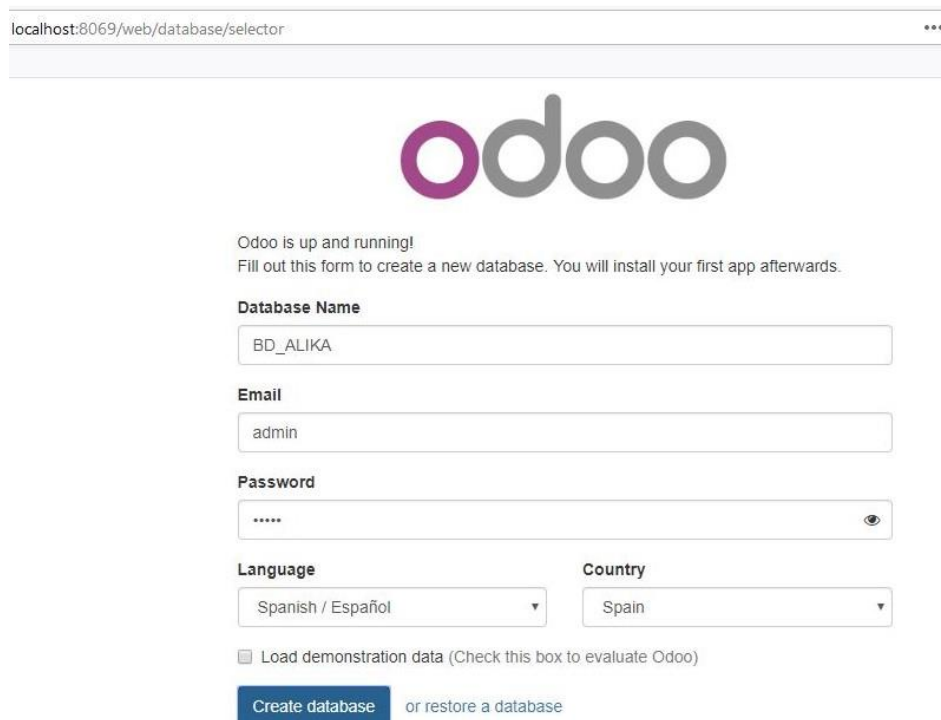 localhost:8069/web/database/selector
odoo
Odoo is up and running!
Fill out this form to create a new database. You will install your first app afterwards.
Database Name
BD_ALIKA
Email
admin
Password
•••••
Language Country
Spanish / Español Spain
Load demonstration data (Check this box to evaluate Odoo)
Create database or restore a database